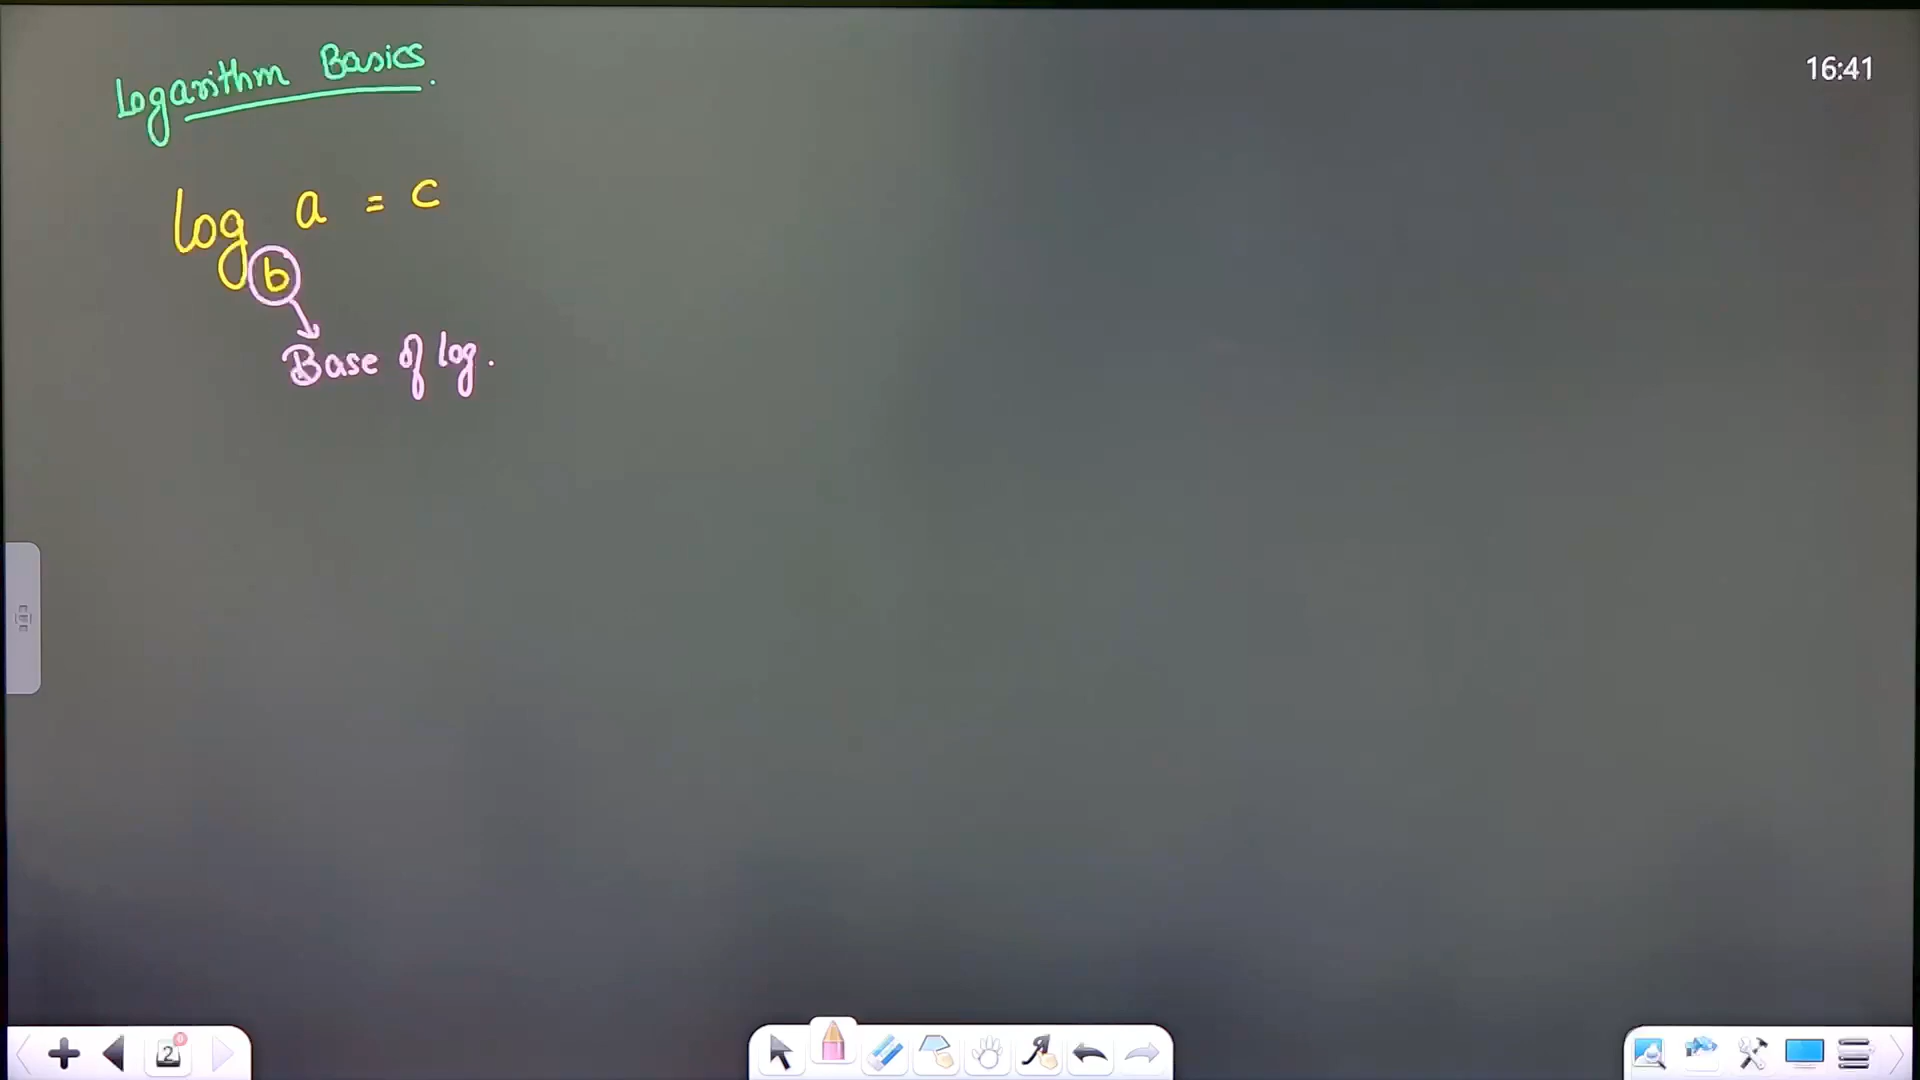 Logarithm Basics.
16:41
log_b a = c
Base of log.
2